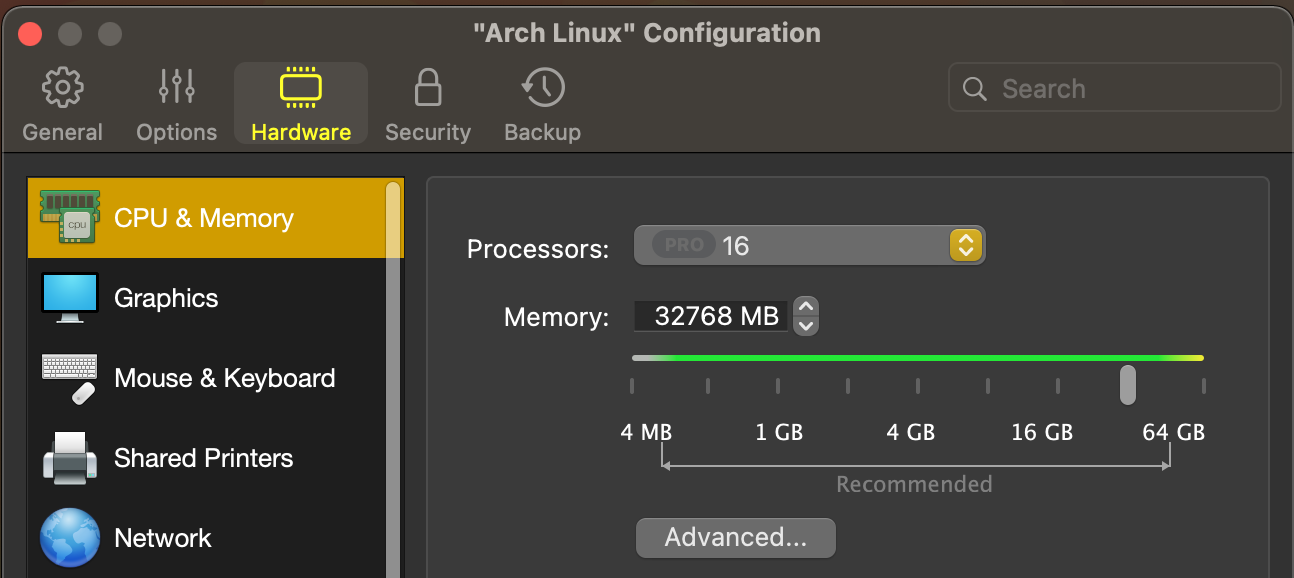 "Arch Linux" Configuration
General Options Hardware Security Backup
Search
CPU & Memory
cpu
Graphics
Mouse & Keyboard
Shared Printers
Network
Processors: PRO 16
Memory: 32768 MB
4 MB 1 GB 4 GB 16 GB 64 GB
Recommended
Advanced...